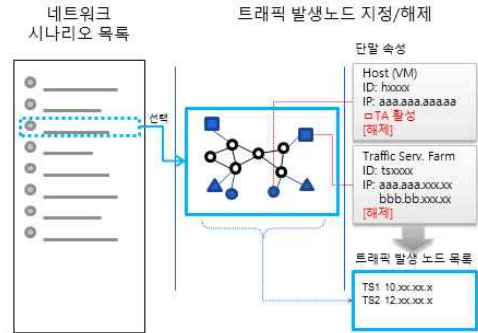 네트워크
시나리오 목록
트래픽 발생노드 지정/해제
단말 속성
Host (VM)
ID: hxxxx
IP: aaa.aaa.aaa.aa
ㅁTA 활성
[해제]
선택
Traffic Serv. Farm
ID: tsxxxx
IP: aaa.aaa.xxx.xx
bbb.bb.xxx.xx
[해제]
트래픽 발생 노드 목록
TS1 10.xx.xx.x
TS2 12.xx.xx.x